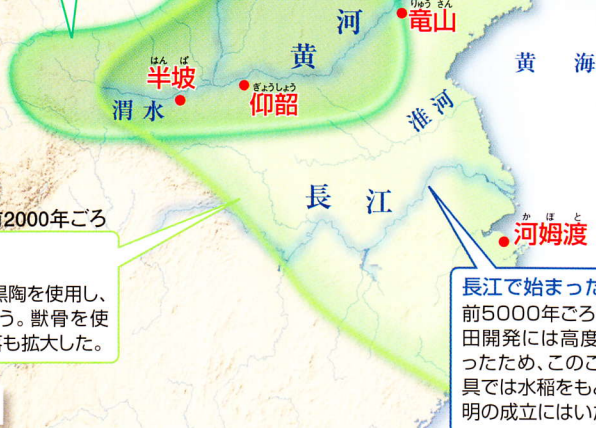 りゅう さん
竜山
黄河
黄海
はん ぱ
半坡
ぎょうしょう
仰韶
渭水
淮河
長江
か ぼ と
河姆渡
前2000年ごろ
黒陶を使用し、
う。獣骨を使
も拡大した。
長江で始まった
前5000年ごろ
田開発には高度
ったため、このこ
具では水稲をも
明の成立にはい